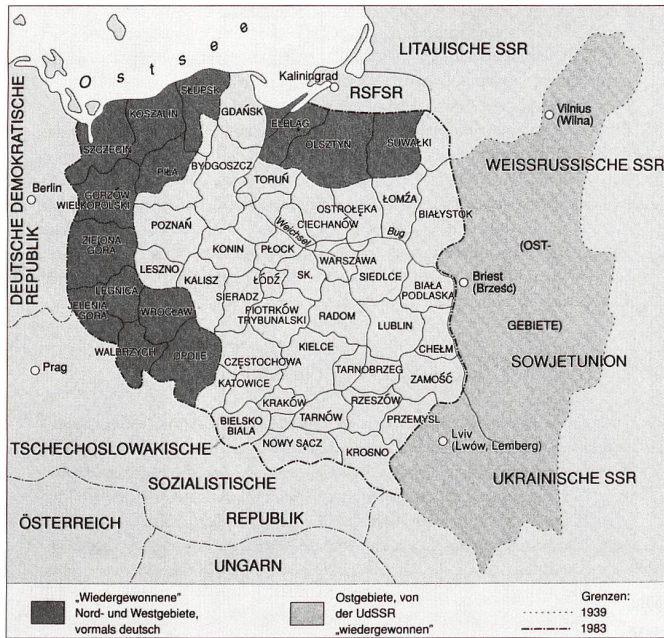 Ostsee
LITAUISCHE SSR
Kaliningrad
RSFSR
Vilnius
(Wilna)
WEISSRUSSISCHE SSR
SŁUPSK
KOSZALIN
GDAŃSK
ELBLĄG
OLSZTYN
SUWAŁKI
SZCZECIN
PIŁA
BYDGOSZCZ
TORUŃ
Berlin
GORZÓW
WIELKOPOLSKI
DEUTSCHE DEMOKRATISCHE
REPUBLIK
OSTROŁĘKA
ŁOMŻA
BIAŁYSTOK
CIECHANÓW
POZNAŃ
Weichsel
Bug
ZIELONA
GÓRA
KONIN
PŁOCK
WARSZAWA
(OST-
LESZNO
KALISZ
ŁÓDŹ
SK.
SIEDLCE
BIAŁA
PODLASKA
Briest
(Brześć)
LEGNICA
SIERADZ
JELENIA
GÓRA
WROCŁAW
PIOTRKÓW
TRYBUNALSKI
RADOM
LUBLIN
GEBIETE)
WALBRZYCH
OPOLE
KIELCE
CHEŁM
SOWJETUNION
Prag
CZĘSTOCHOWA
TARNOBRZEG
ZAMOŚĆ
KATOWICE
KRAKÓW
RZESZÓW
BIELSKO
BIALA
TARNÓW
PRZEMYSL
NOWY SĄCZ
KROSNO
Lviv
(Lwów, Lemberg)
TSCHECHOSLOWAKISCHE
SOZIALISTISCHE
REPUBLIK
UKRAINISCHE SSR
ÖSTERREICH
UNGARN
„Wiedergewonnene"
Nord- und Westgebiete,
vormals deutsch
Ostgebiete, von
der UdSSR
„wiedergewonnen"
Grenzen:
1939
1983